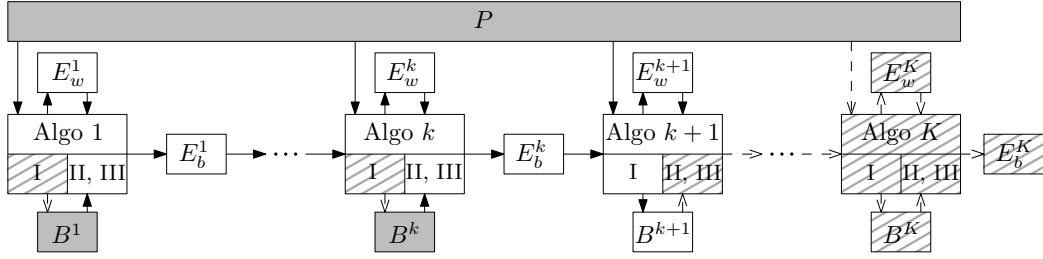 P
E_w^1 E_w^k E_w^{k+1} E_w^K
Algo 1 Algo k Algo k + 1 Algo K
E_b^1 ... E_b^k ... E_b^K
I II, III I II, III I II, III I II, III
B^1 B^k B^{k+1} B^K